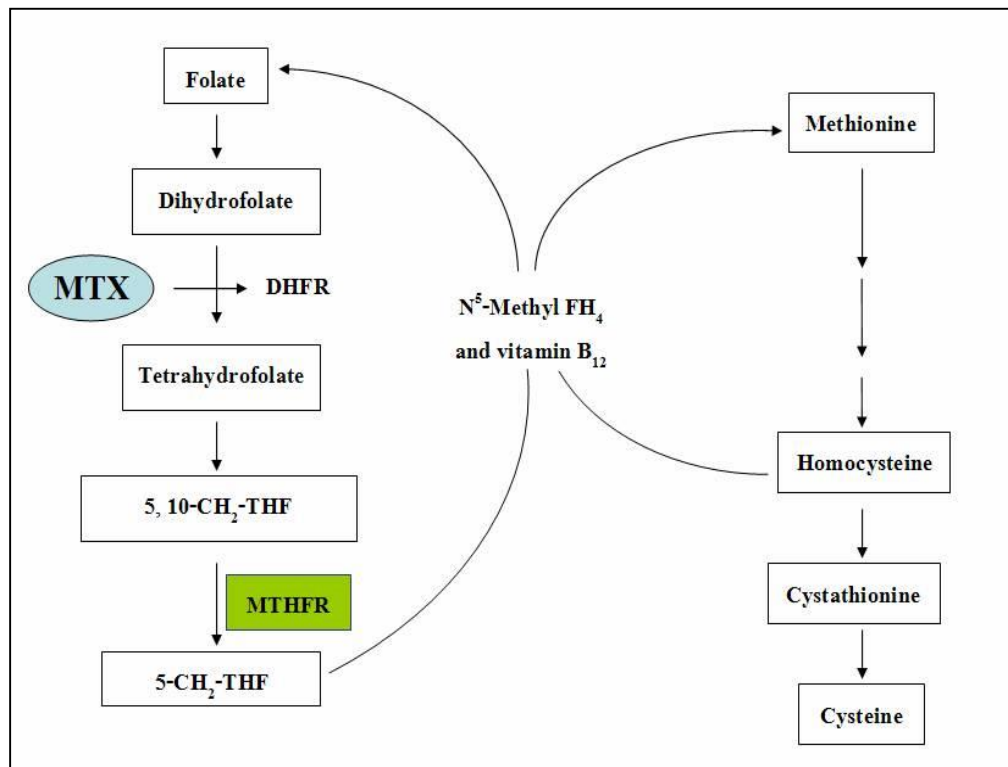 Folate
Dihydrofolate
MTX
DHFR
Tetrahydrofolate
5, 10-CH₂-THF
MTHFR
5-CH₂-THF
N⁵-Methyl FH₄
and vitamin B₁₂
Methionine
Homocysteine
Cystathionine
Cysteine